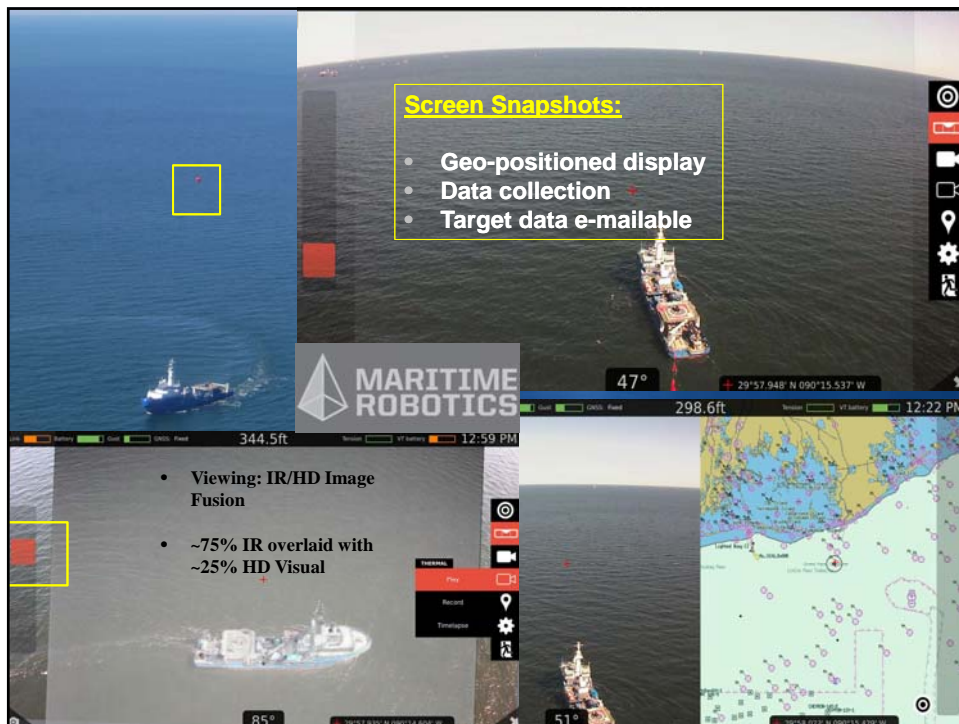 Screen Snapshots:
• Geo-positioned display
• Data collection
• Target data e-mailable
47°
29°57.948' N 090°15.537' W
MARITIME
ROBOTICS
Link Battery Gust GNSS: Fixed 344.5ft Tension VT battery 12:59 PM
• Viewing: IR/HD Image
Fusion
• ~75% IR overlaid with
~25% HD Visual
THERMAL
Play
Record
Timelapse
85°
Gust GNSS: Fixed 298.6ft Tension VT battery 12:22 PM
51°